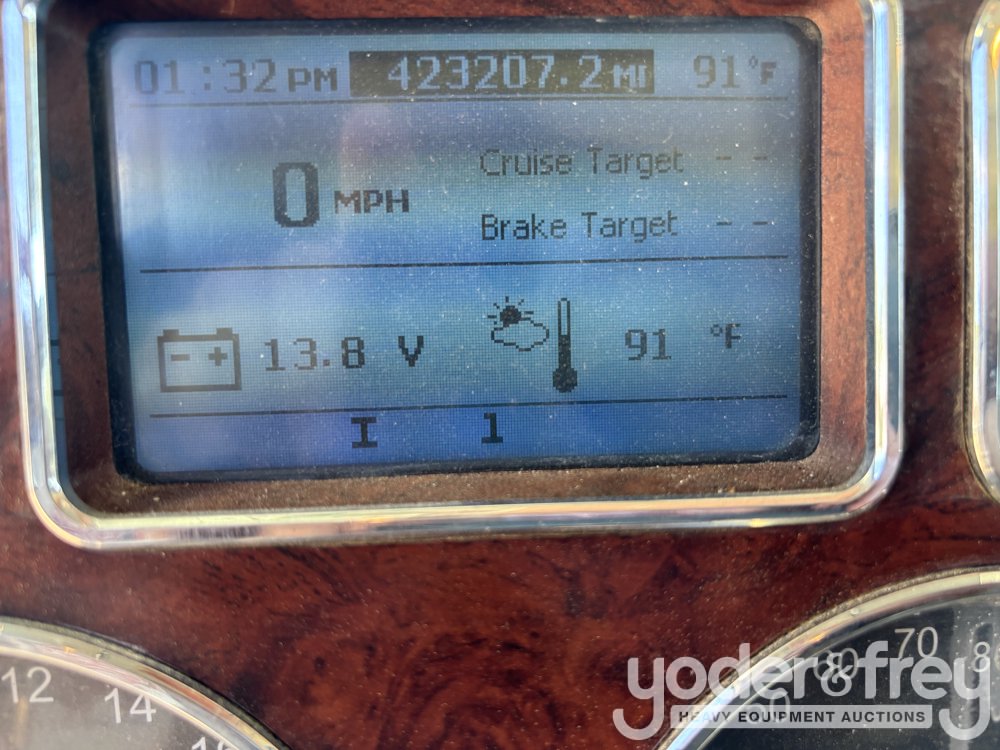 01:32 PM 423207.2 MI 91 °F
0 MPH
Cruise Target - -
Brake Target - -
- + 13.8 V 91 °F
I 1
12 14
60 70
yoder&frey
HEAVY EQUIPMENT AUCTIONS